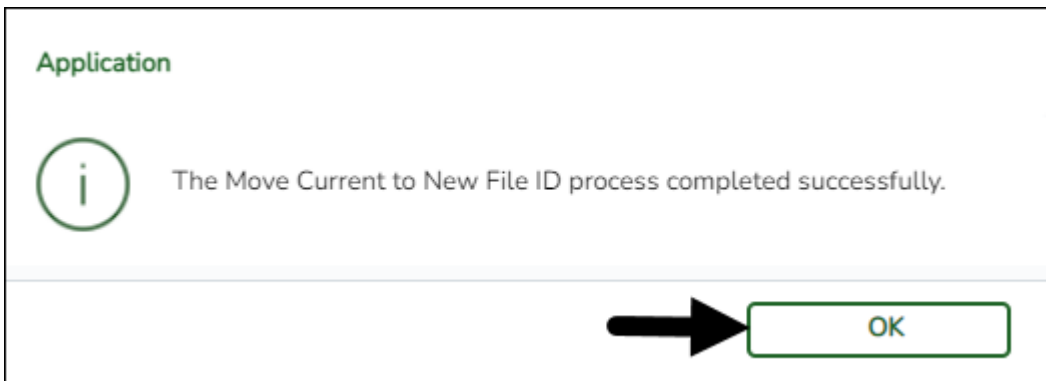 Application
i
The Move Current to New File ID process completed successfully.
OK